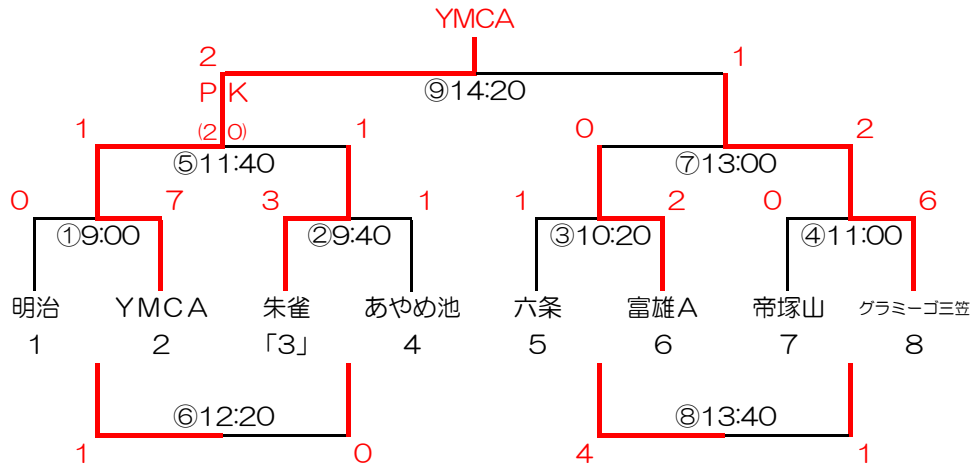 YMCA
2 1
PK ⑨14:20
1 (2 0) 1 0 2
⑤11:40 ⑦13:00
0 7 3 1 1 2 0 6
①9:00 ②9:40 ③10:20 ④11:00
明治 YMCA 朱雀 あやめ池 六条 富雄A 帝塚山 グラミーゴ三笠
1 2 「3」 4 5 6 7 8
⑥12:20 ⑧13:40
1 0 4 1